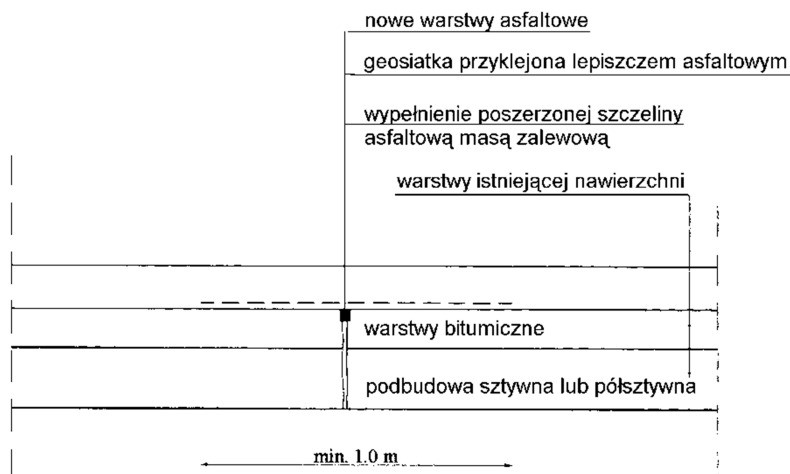 nowe warstwy asfaltowe
geosiatka przyklejona lepiszczem asfaltowym
wypełnienie poszerzonej szczeliny
asfaltową masą zalewową
warstwy istniejącej nawierzchni
warstwy bitumiczne
podbudowa sztywna lub półsztywna
min. 1.0 m